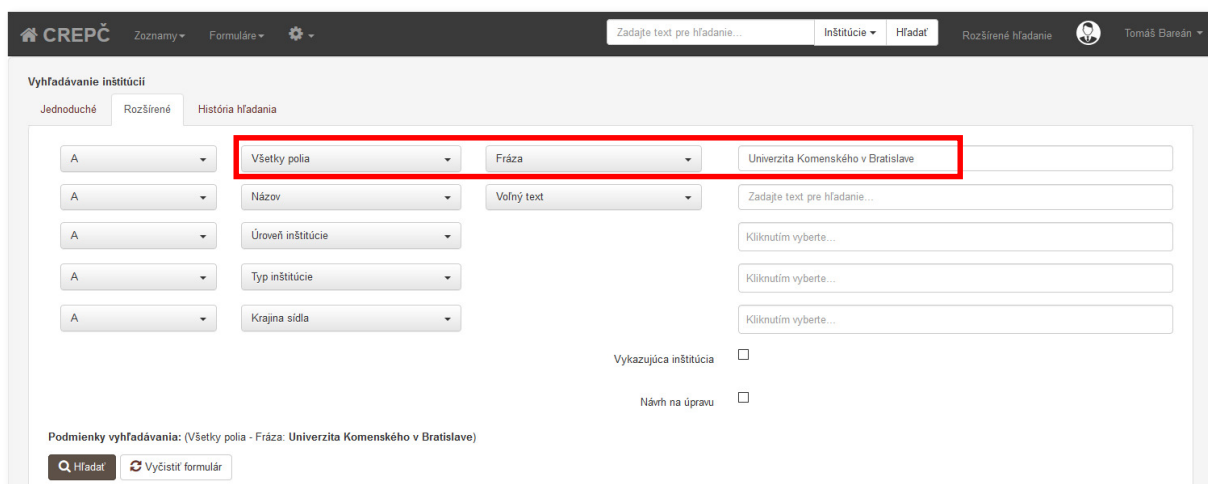 CREPČ Zoznamy Formuláre Zadajte text pre hľadanie... Inštitúcie Hľadať Rozšírené hľadanie Tomáš Bareán
Vyhľadávanie inštitúcií
Jednoduché Rozšírené História hľadania
A Všetky polia Fráza Univerzita Komenského v Bratislave
A Názov Voľný text Zadajte text pre hľadanie...
A Úroveň inštitúcie Kliknutím vyberte...
A Typ inštitúcie Kliknutím vyberte...
A Krajina sídla Kliknutím vyberte...
Vykazujúca inštitúcia
Návrh na úpravu
Podmienky vyhľadávania: (Všetky polia - Fráza: Univerzita Komenského v Bratislave)
Hľadať Vyčistiť formulár